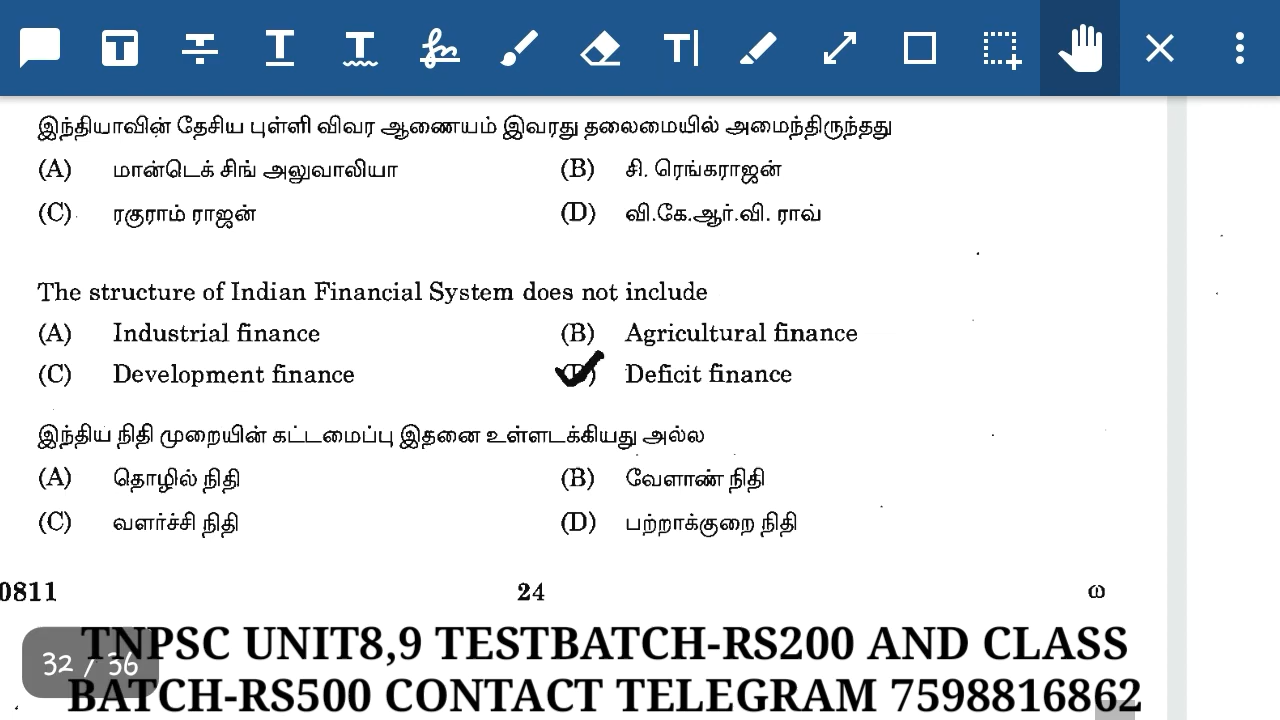 இந்தியாவின் தேசிய புள்ளி விவர ஆணையம் இவரது தலைமையில் அமைந்திருந்தது
(A) மான்டெக் சிங் அலுவாலியா (B) சி. ரெங்கராஜன்
(C) ரகுராம் ராஜன் (D) வி.கே.ஆர்.வி. ராவ்
The structure of Indian Financial System does not include
(A) Industrial finance (B) Agricultural finance
(C) Development finance (D) Deficit finance
இந்திய நிதி முறையின் கட்டமைப்பு இதனை உள்ளடக்கியது அல்ல
(A) தொழில் நிதி (B) வேளாண் நிதி
(C) வளர்ச்சி நிதி (D) பற்றாக்குறை நிதி
0811 24 ω
TNPSC UNIT8,9 TESTBATCH-RS200 AND CLASS
32 / 36
BATCH-RS500 CONTACT TELEGRAM 7598816862